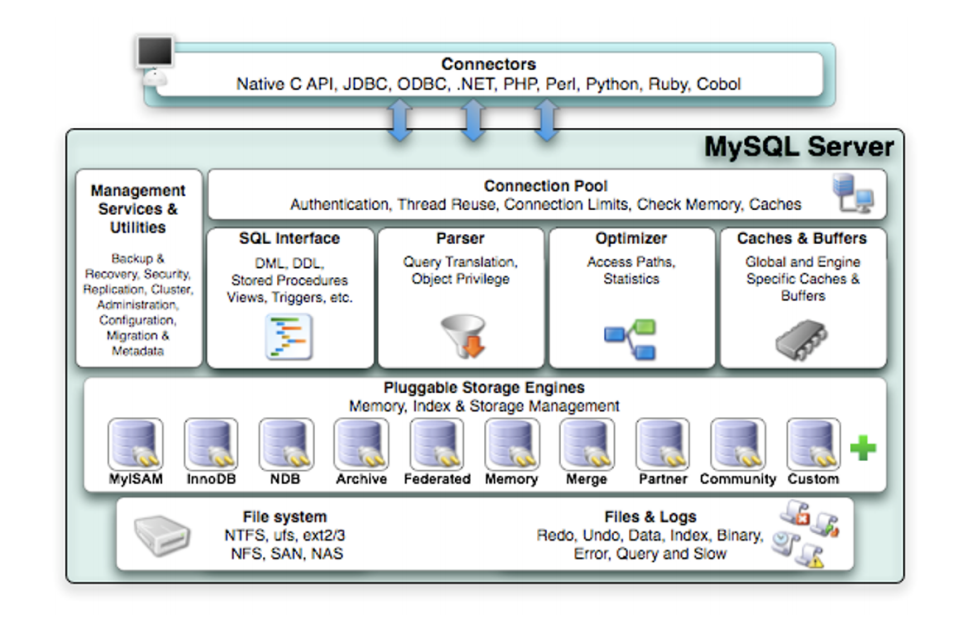 Connectors
Native C API, JDBC, ODBC, .NET, PHP, Perl, Python, Ruby, Cobol
MySQL Server
Management
Services &
Utilities
Backup &
Recovery, Security,
Replication, Cluster,
Administration,
Configuration,
Migration &
Metadata
Connection Pool
Authentication, Thread Reuse, Connection Limits, Check Memory, Caches
SQL Interface
DML, DDL,
Stored Procedures
Views, Triggers, etc.
Parser
Query Translation,
Object Privilege
Optimizer
Access Paths,
Statistics
Caches & Buffers
Global and Engine
Specific Caches &
Buffers
Pluggable Storage Engines
Memory, Index & Storage Management
MyISAM
InnoDB
NDB
Archive
Federated
Memory
Merge
Partner
Community
Custom
File system
NTFS, ufs, ext2/3
NFS, SAN, NAS
Files & Logs
Redo, Undo, Data, Index, Binary,
Error, Query and Slow